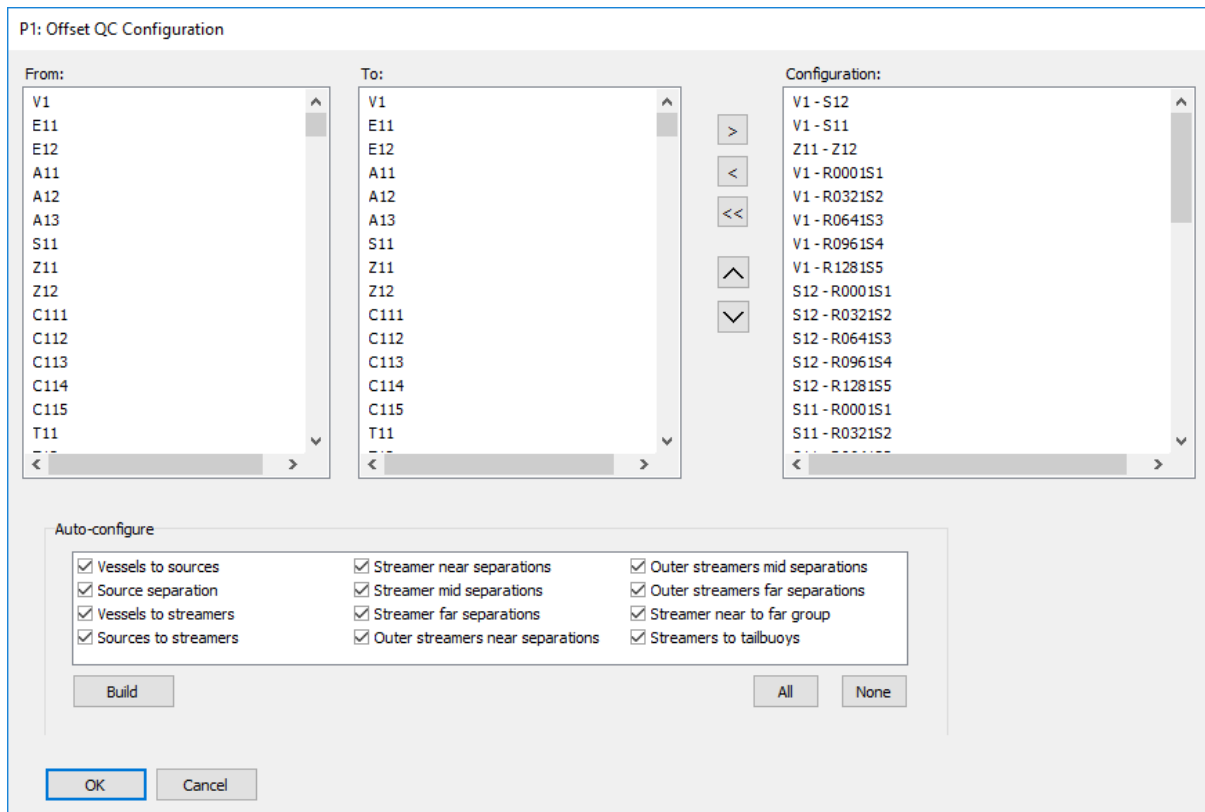 P1: Offset QC Configuration
From:
V1
E11
E12
A11
A12
A13
S11
Z11
Z12
C111
C112
C113
C114
C115
T11
To:
V1
E11
E12
A11
A12
A13
S11
Z11
Z12
C111
C112
C113
C114
C115
T11
>
<
<<
Configuration:
V1 - S12
V1 - S11
Z11 - Z12
V1 - R0001S1
V1 - R0321S2
V1 - R0641S3
V1 - R0961S4
V1 - R1281S5
S12 - R0001S1
S12 - R0321S2
S12 - R0641S3
S12 - R0961S4
S12 - R1281S5
S11 - R0001S1
S11 - R0321S2
Auto-configure
Vessels to sources
Source separation
Vessels to streamers
Sources to streamers
Streamer near separations
Streamer mid separations
Streamer far separations
Outer streamers near separations
Outer streamers mid separations
Outer streamers far separations
Streamer near to far group
Streamers to tailbuoys
Build
All
None
OK
Cancel